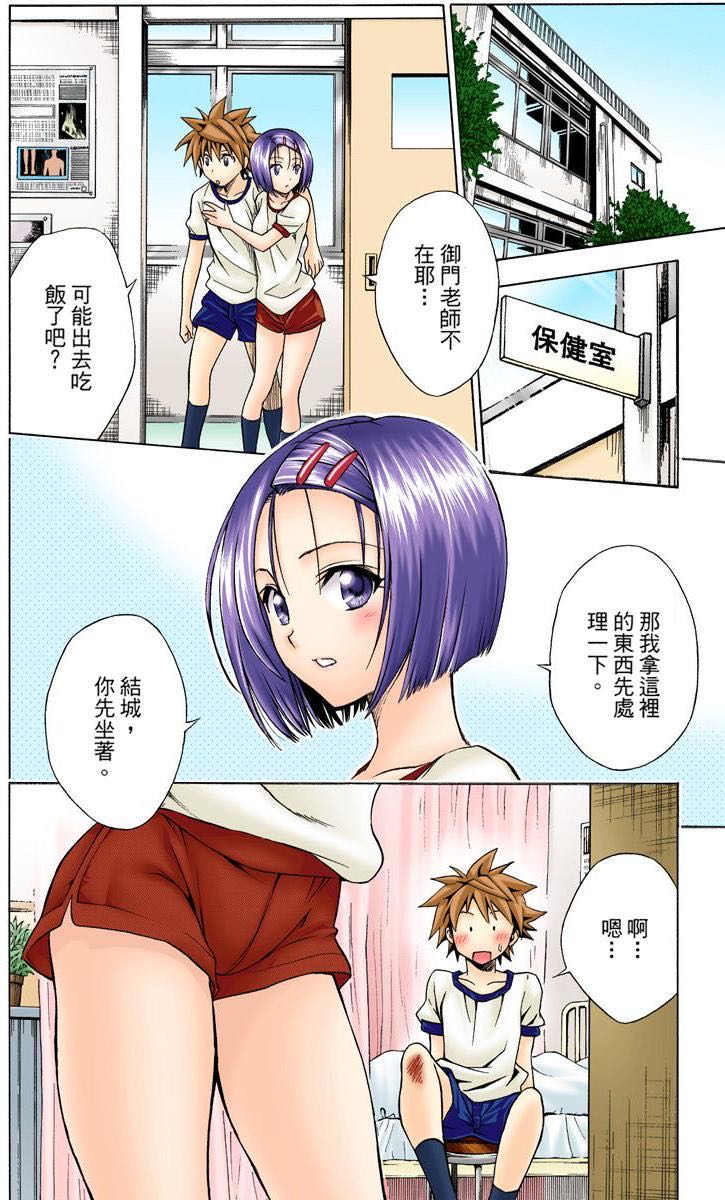 保健室
御門老師不
在耶…
可能出去吃
飯了吧？
那我拿這裡
的東西先處
理一下。
結城，
你先坐著。
啊…
嗯…